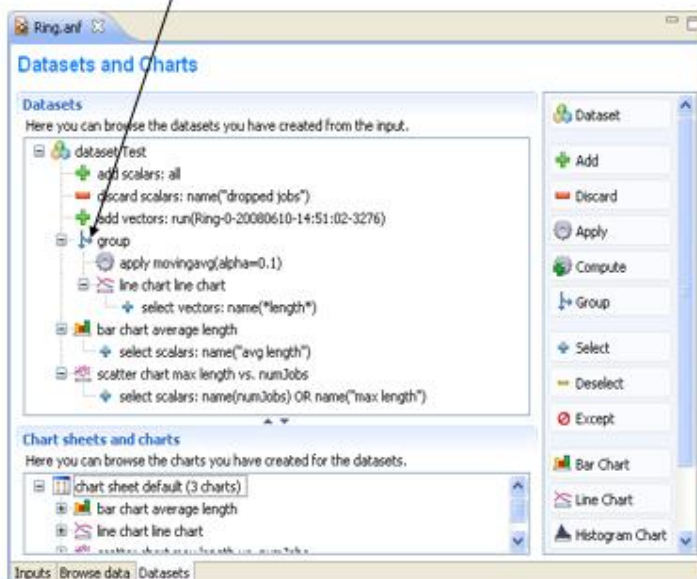 Ring.anf
Datasets and Charts
Datasets
Here you can browse the datasets you have created from the input.
dataset Test
add scalars: all
discard scalars: name("dropped jobs")
add vectors: run(Ring-0-20080610-14:51:02-3276)
group
apply movingavg(alpha=0.1)
line chart line chart
select vectors: name(*length*)
bar chart average length
select scalars: name("avg length")
scatter chart max length vs. numJobs
select scalars: name(numJobs) OR name("max length")
Chart sheets and charts
Here you can browse the charts you have created for the datasets.
chart sheet default (3 charts)
bar chart average length
line chart line chart
scatter chart max length vs. numJobs
Dataset
Add
Discard
Apply
Compute
Group
Select
Deselect
Except
Bar Chart
Line Chart
Histogram Chart
Inputs Browse data Datasets